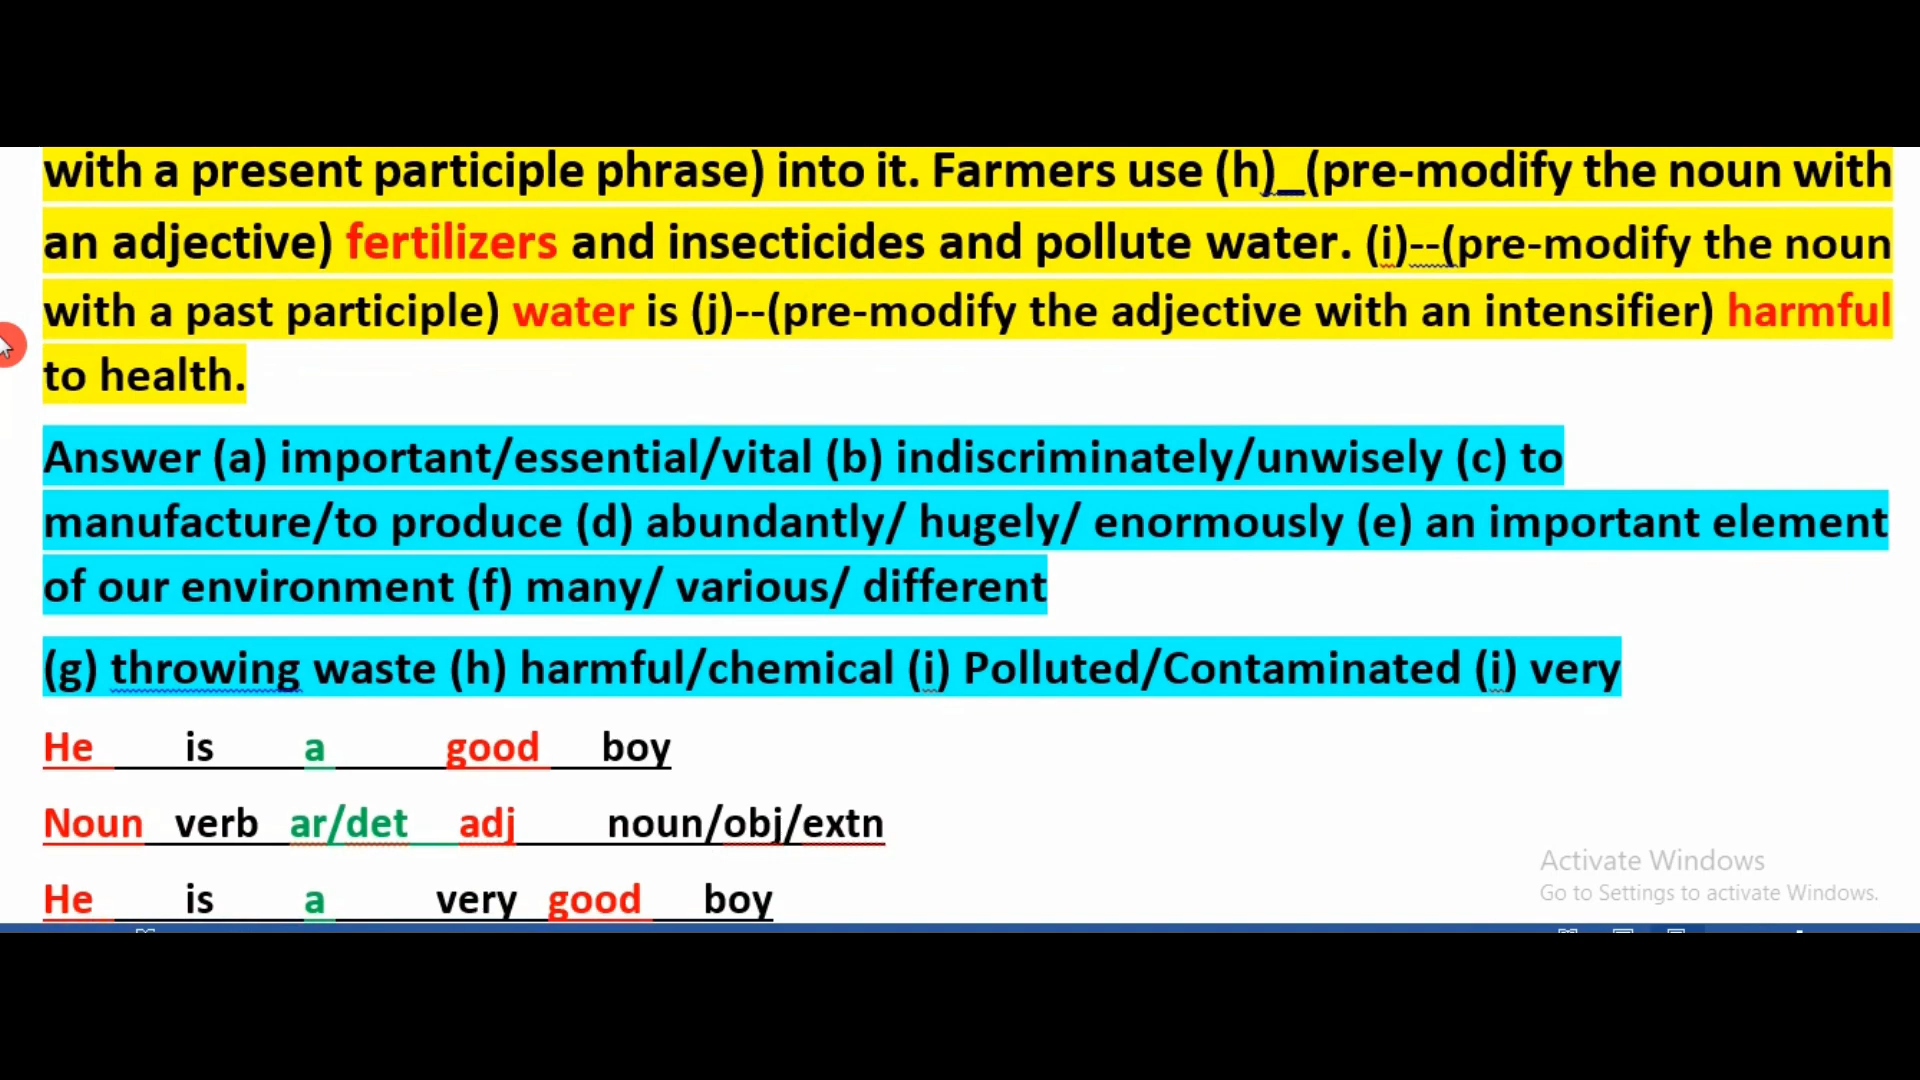 with a present participle phrase) into it. Farmers use (h)_(pre-modify the noun with
an adjective) fertilizers and insecticides and pollute water. (i)--(pre-modify the noun
with a past participle) water is (j)--(pre-modify the adjective with an intensifier) harmful
to health.
Answer (a) important/essential/vital (b) indiscriminately/unwisely (c) to
manufacture/to produce (d) abundantly/ hugely/ enormously (e) an important element
of our environment (f) many/ various/ different
(g) throwing waste (h) harmful/chemical (i) Polluted/Contaminated (i) very
He is a good boy
Noun verb ar/det adj noun/obj/extn
He is a very good boy
Activate Windows
Go to Settings to activate Windows.